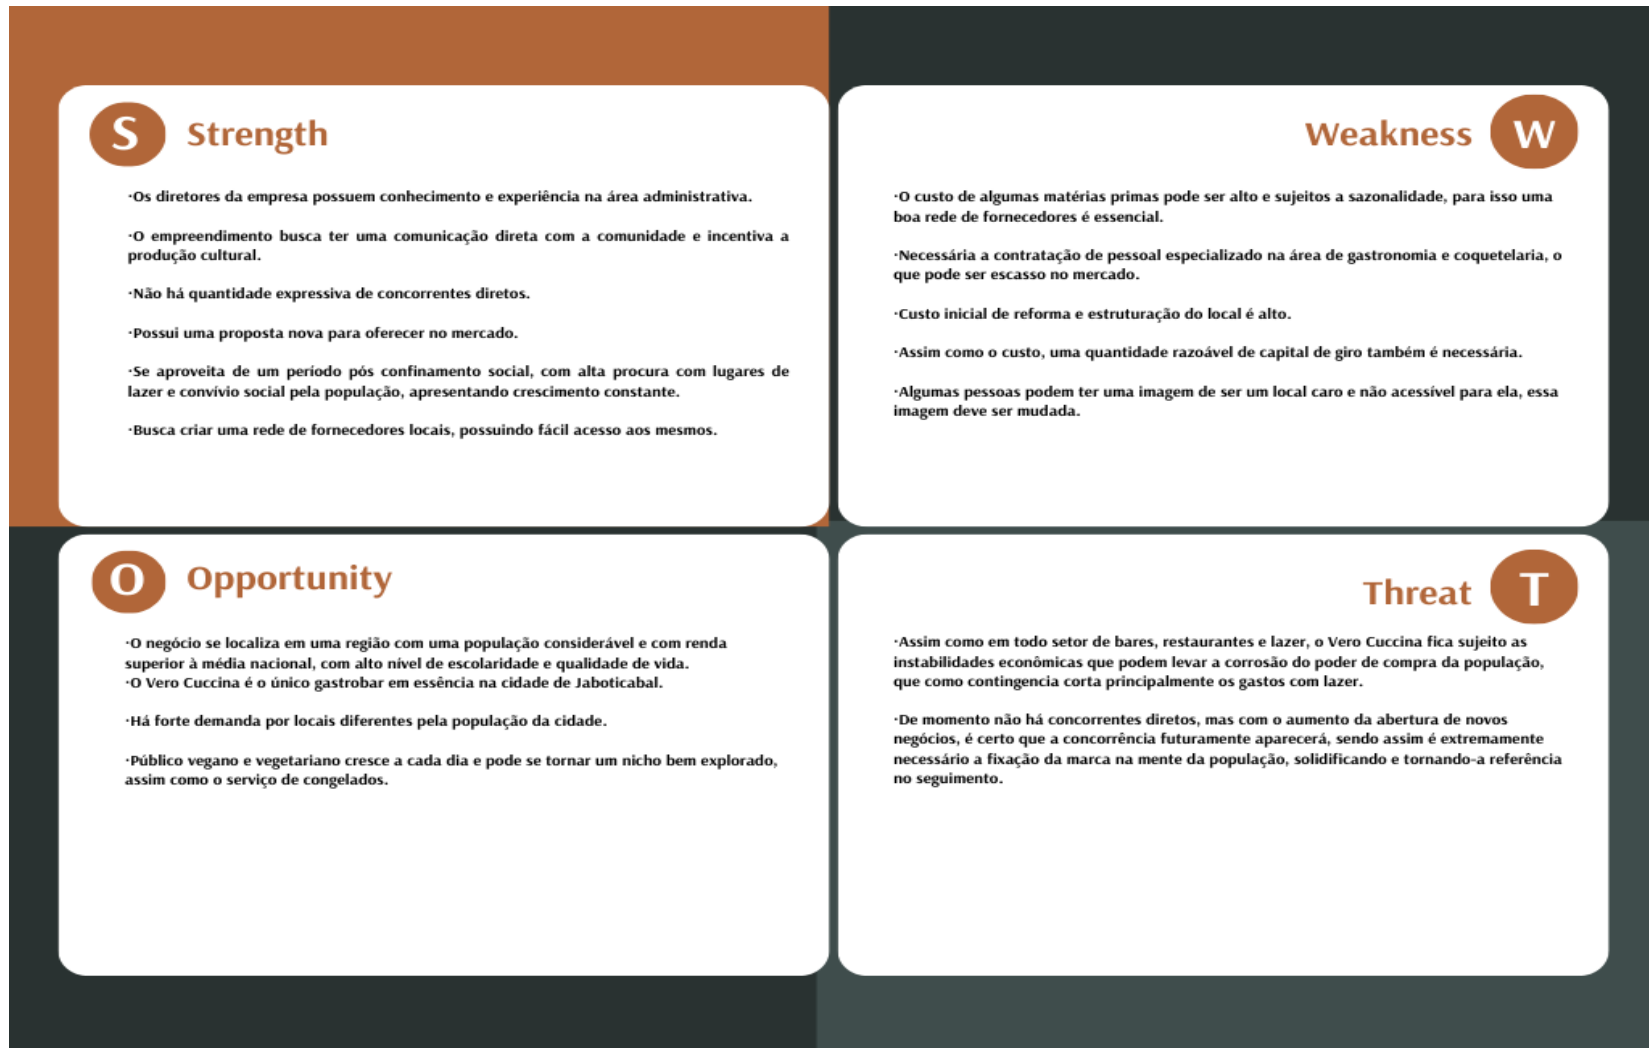 S Strength
·Os diretores da empresa possuem conhecimento e experiência na área administrativa.
·O empreendimento busca ter uma comunicação direta com a comunidade e incentiva a
produção cultural.
·Não há quantidade expressiva de concorrentes diretos.
·Possui uma proposta nova para oferecer no mercado.
·Se aproveita de um período pós confinamento social, com alta procura com lugares de
lazer e convívio social pela população, apresentando crescimento constante.
·Busca criar uma rede de fornecedores locais, possuindo fácil acesso aos mesmos.
Weakness W
·O custo de algumas matérias primas pode ser alto e sujeitos a sazonalidade, para isso uma
boa rede de fornecedores é essencial.
·Necessária a contratação de pessoal especializado na área de gastronomia e coquetelaria, o
que pode ser escasso no mercado.
·Custo inicial de reforma e estruturação do local é alto.
·Assim como o custo, uma quantidade razoável de capital de giro também é necessária.
·Algumas pessoas podem ter uma imagem de ser um local caro e não acessível para ela, essa
imagem deve ser mudada.
O Opportunity
·O negócio se localiza em uma região com uma população considerável e com renda
superior à média nacional, com alto nível de escolaridade e qualidade de vida.
·O Vero Cuccina é o único gastrobar em essência na cidade de Jaboticabal.
·Há forte demanda por locais diferentes pela população da cidade.
·Público vegano e vegetariano cresce a cada dia e pode se tornar um nicho bem explorado,
assim como o serviço de congelados.
Threat T
·Assim como em todo setor de bares, restaurantes e lazer, o Vero Cuccina fica sujeito as
instabilidades econômicas que podem levar a corrosão do poder de compra da população,
que como contingencia corta principalmente os gastos com lazer.
·De momento não há concorrentes diretos, mas com o aumento da abertura de novos
negócios, é certo que a concorrência futuramente aparecerá, sendo assim é extremamente
necessário a fixação da marca na mente da população, solidificando e tornando-a referência
no seguimento.